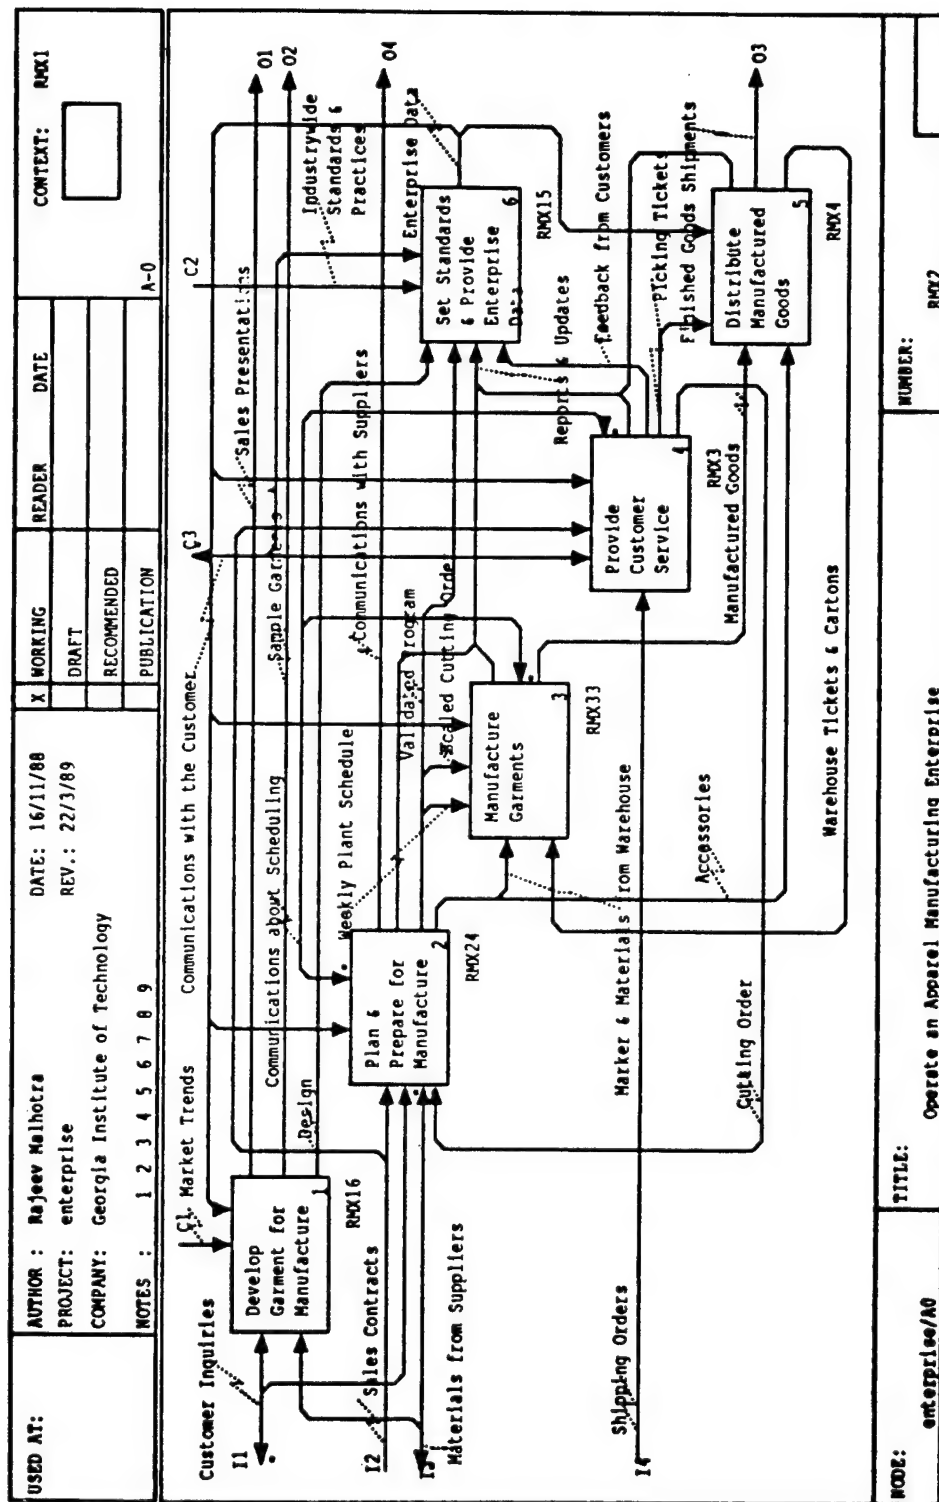 USED AT:
AUTHOR : Rajeev Malhotra
PROJECT: enterprise
COMPANY: Georgia Institute of Technology
NOTES : 1 2 3 4 5 6 7 8 9
DATE: 16/11/88
REV.: 22/3/89
X WORKING
DRAFT
RECOMMENDED
PUBLICATION
READER DATE
CONTEXT: RMX1
A-0
Customer Inquiries
I1
I2
Sales Contracts
I3
Materials from Suppliers
Shipping Orders
I4
C1
Market Trends
Develop
Garment for
Manufacture
1
RMX16
Communications with the Customer
Communications about Scheduling
Design
Plan &
Prepare for
Manufacture
2
RMX24
Weekly Plant Schedule
Marker & Materials from Warehouse
Cutting Order
Accessories
Warehouse Tickets & Cartons
C3
Sample Garments
Sales Presentations
Communications with Suppliers
Validated Program
Scaled Cutting Order
Manufacture
Garments
3
RMX33
Provide
Customer
Service
4
RMX3
Manufactured Goods
C2
Industrywide
Standards &
Practices
Enterprise Data
Set Standards
& Provide
Enterprise
Data
6
RMX15
Reports & Updates
Feedback from Customers
Picking Tickets
Finished Goods Shipments
Distribute
Manufactured
Goods
5
RMX4
O1
O2
O4
O3
NODE:
enterprise/A0
TITLE:
Operate an Apparel Manufacturing Enterprise
NUMBER:
RMX2